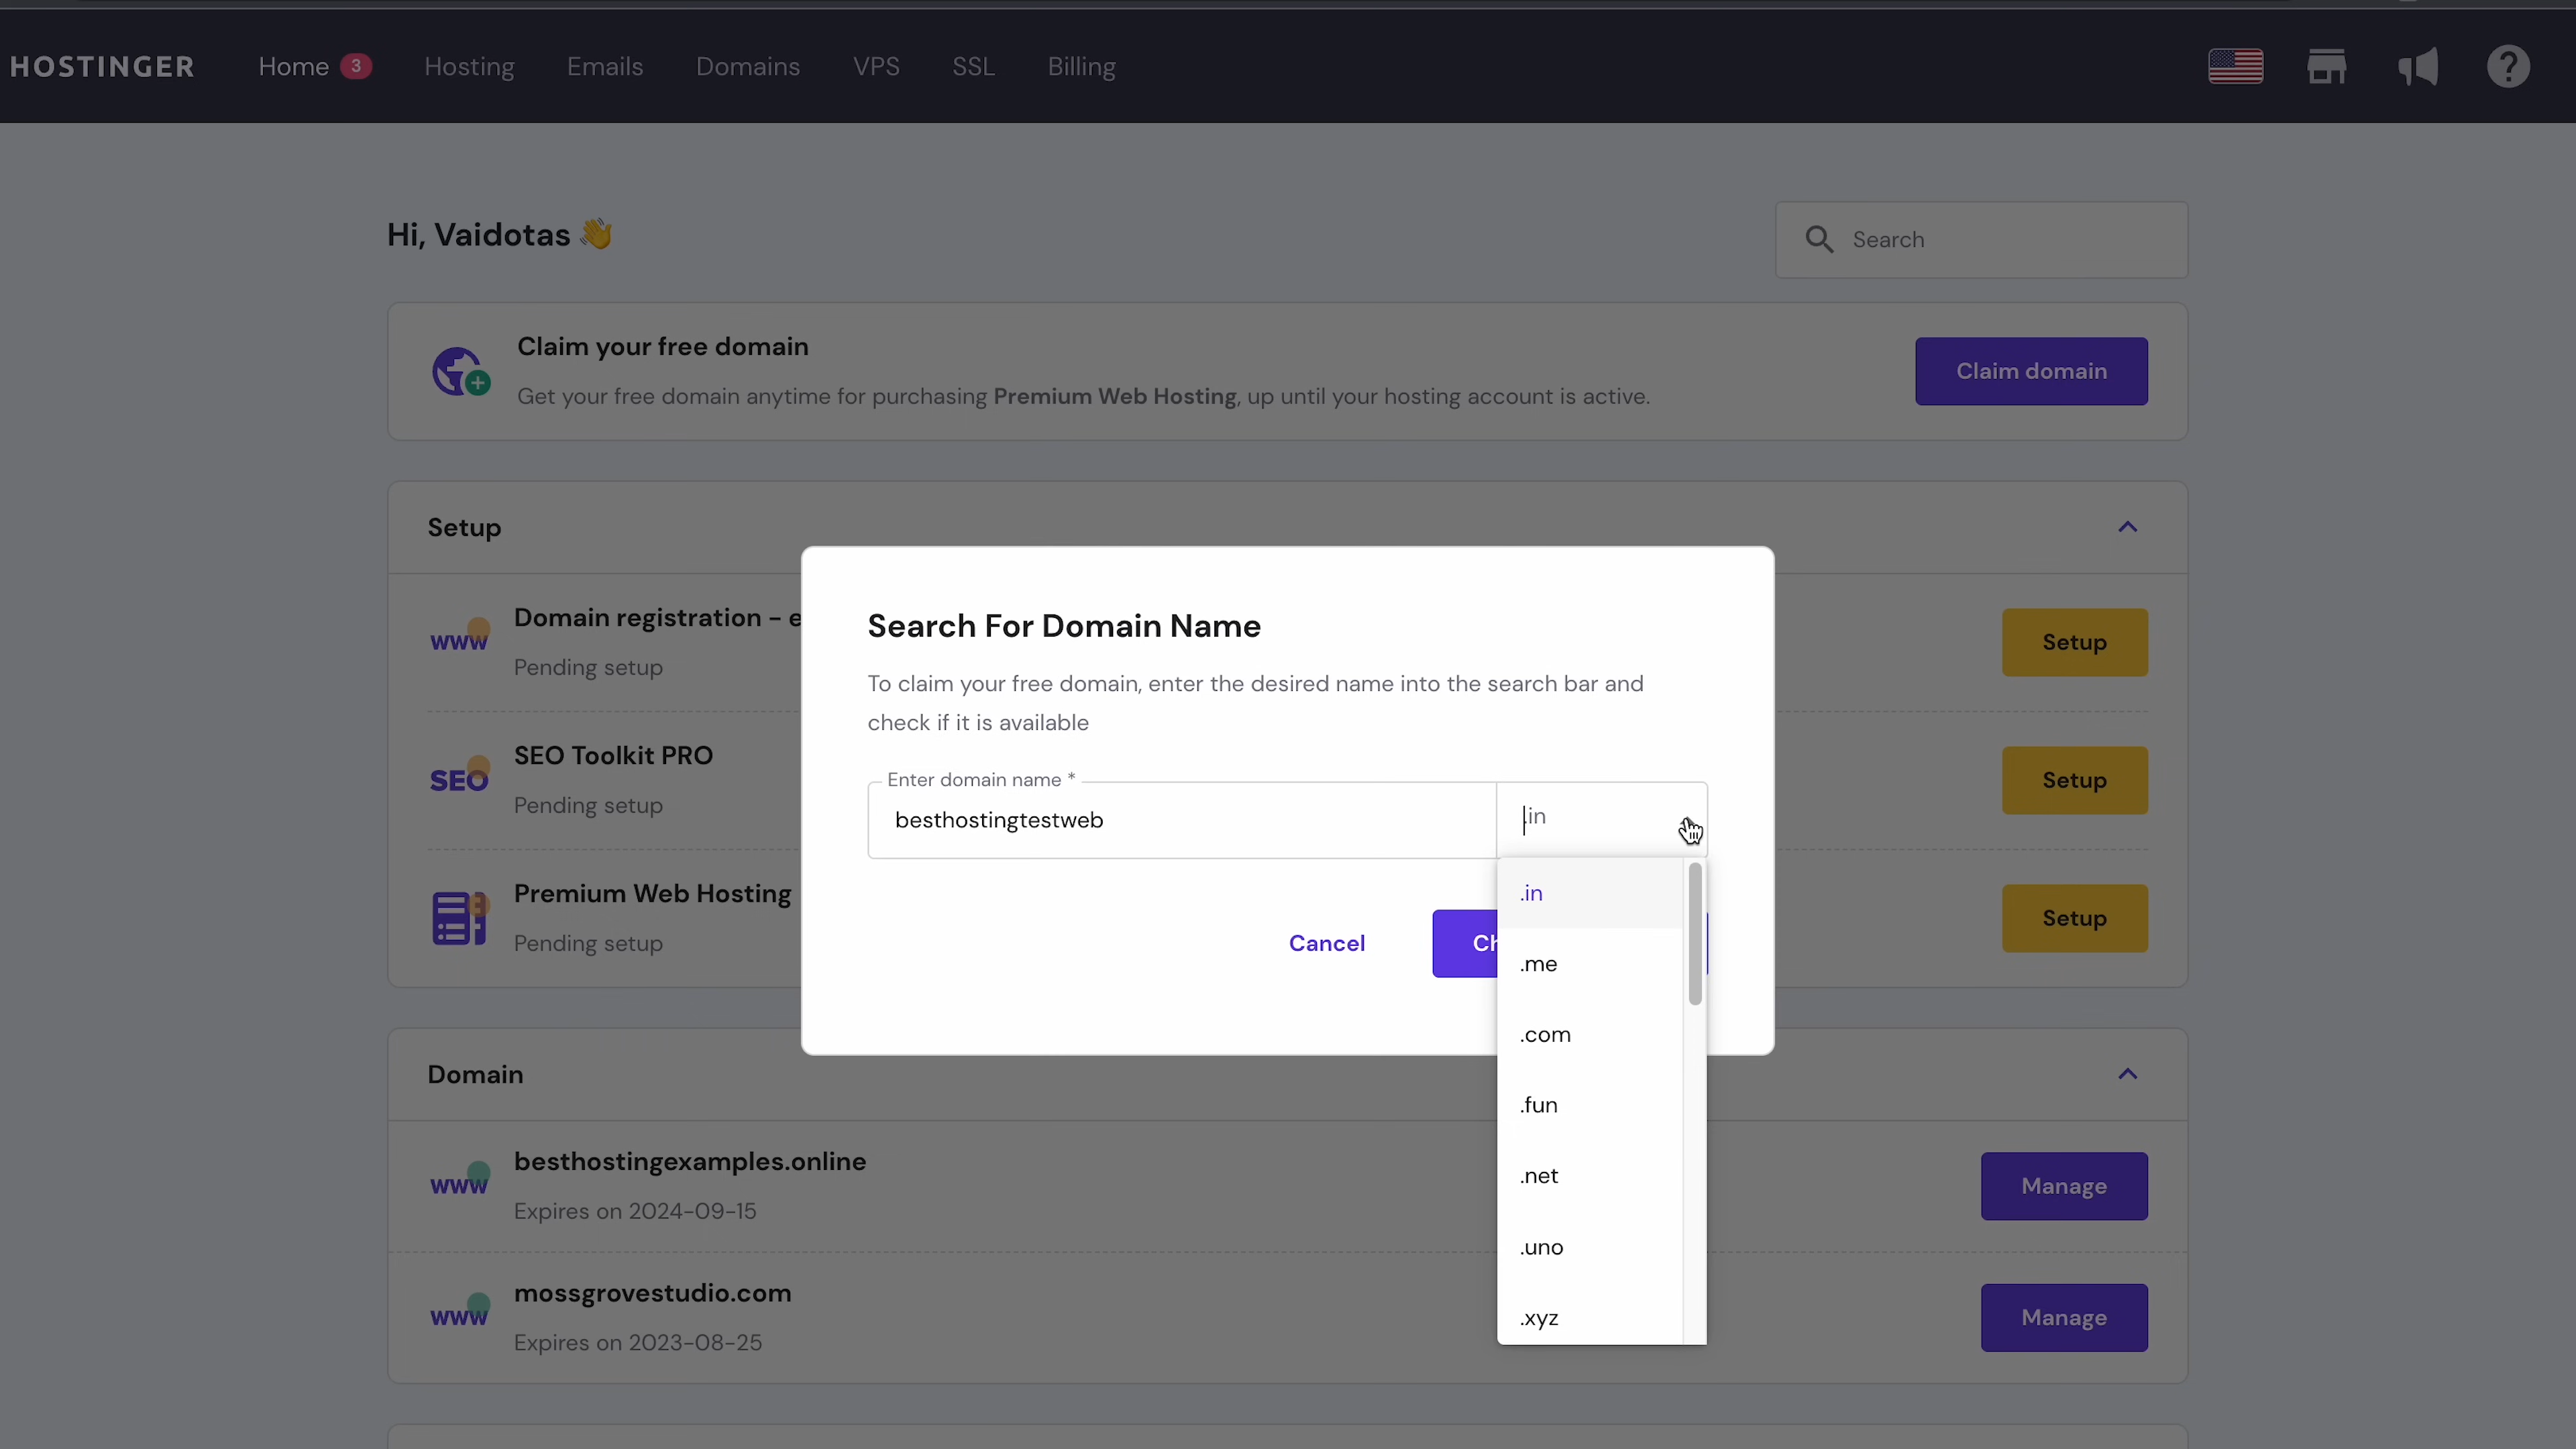 HOSTINGER Home 3 Hosting Emails Domains VPS SSL Billing
Hi, Vaidotas 👋
Search
Claim your free domain
Get your free domain anytime for purchasing Premium Web Hosting, up until your hosting account is active.
Claim domain
Setup
Domain registration - e
Pending setup
Setup
SEO
SEO Toolkit PRO
Pending setup
Setup
Premium Web Hosting
Pending setup
Setup
Search For Domain Name
To claim your free domain, enter the desired name into the search bar and
check if it is available
Enter domain name *
besthostingtestweb
.in
.in
.me
.com
.fun
.net
.uno
.xyz
Cancel
Ch
Domain
www
besthostingexamples.online
Expires on 2024-09-15
Manage
www
mossgrovestudio.com
Expires on 2023-08-25
Manage